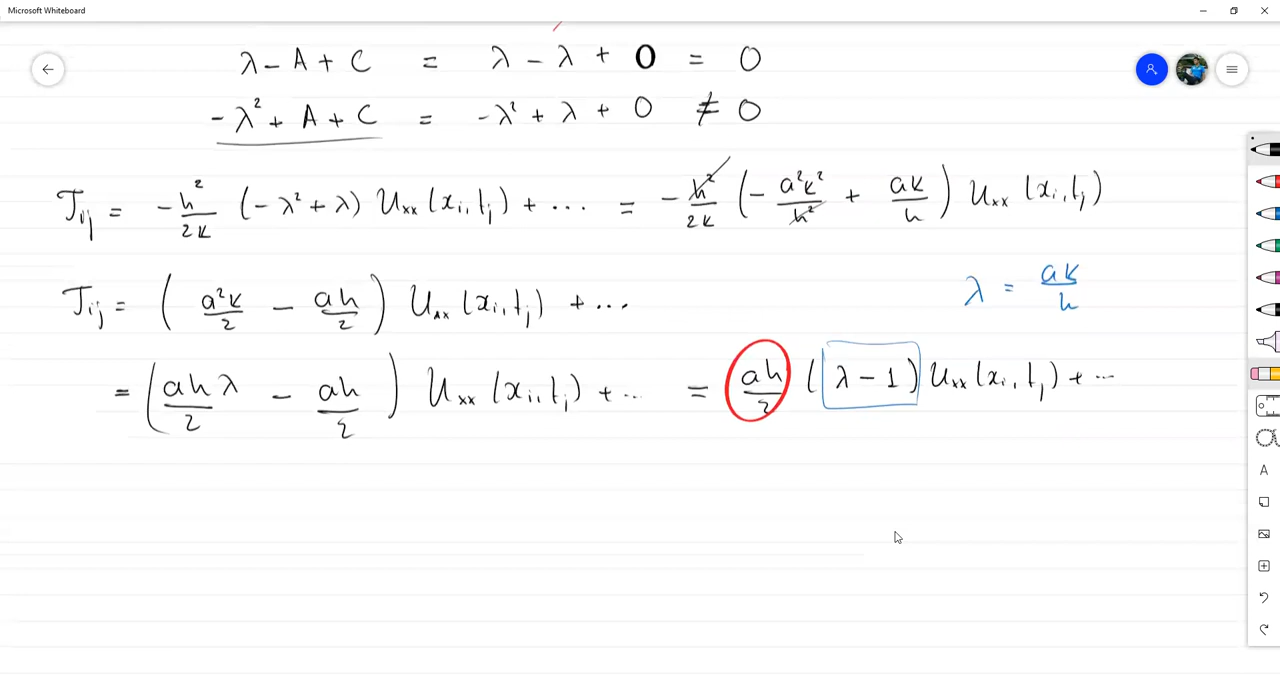 Microsoft Whiteboard
λ - A + C = λ - λ + 0 = 0
-λ² + A + C = -λ² + λ + 0 ≠ 0
Tij = -h²/2k (-λ² + λ) Uxx (xi, tj) + ... = -h²/2k (-a²k²/h² + ak/h) Uxx (xi, tj)
Tij = (a²k/2 - ah/2) Uxx (xi, tj) + ...
λ = ak/h
= (ahλ/2 - ah/2) Uxx (xi, tj) + ... = ah/2 (λ - 1) Uxx (xi, tj) + ...
A